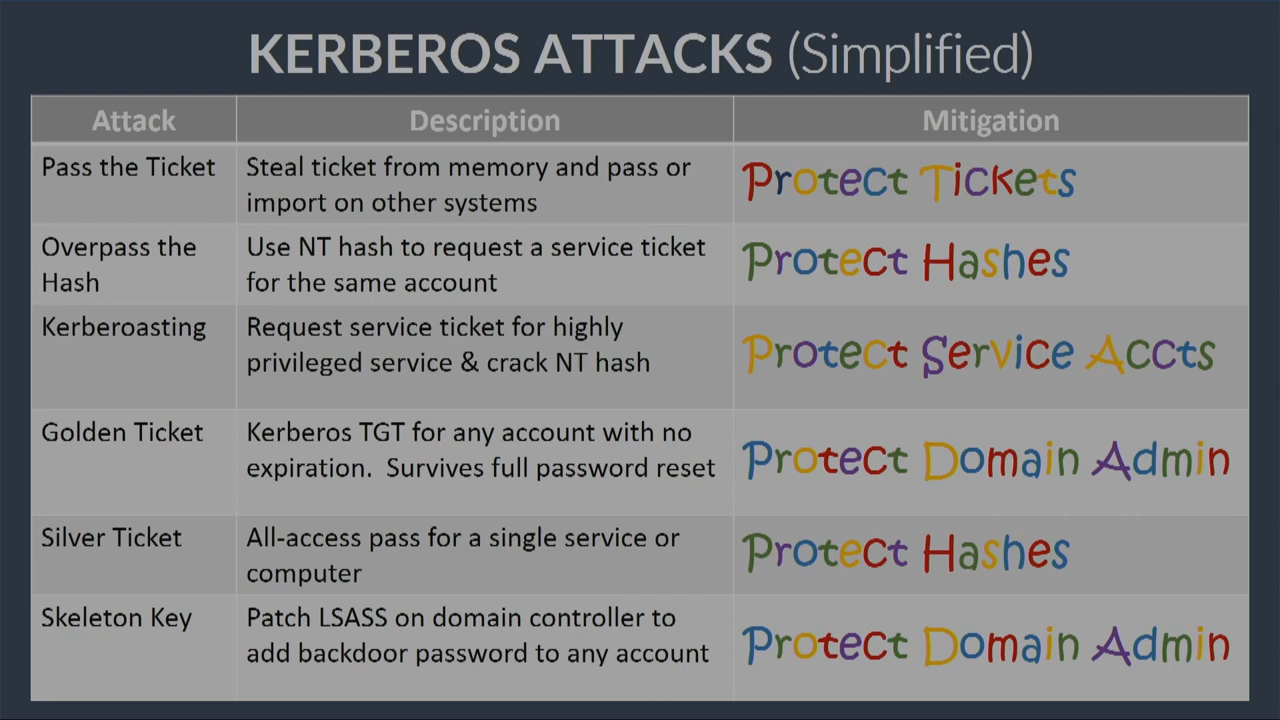 KERBEROS ATTACKS (Simplified)
Attack Description Mitigation
Pass the Ticket
Steal ticket from memory and pass or
import on other systems
Protect Tickets
Overpass the
Hash
Use NT hash to request a service ticket
for the same account
Protect Hashes
Kerberoasting
Request service ticket for highly
privileged service & crack NT hash
Protect Service Accts
Golden Ticket
Kerberos TGT for any account with no
expiration. Survives full password reset
Protect Domain Admin
Silver Ticket
All-access pass for a single service or
computer
Protect Hashes
Skeleton Key
Patch LSASS on domain controller to
add backdoor password to any account
Protect Domain Admin